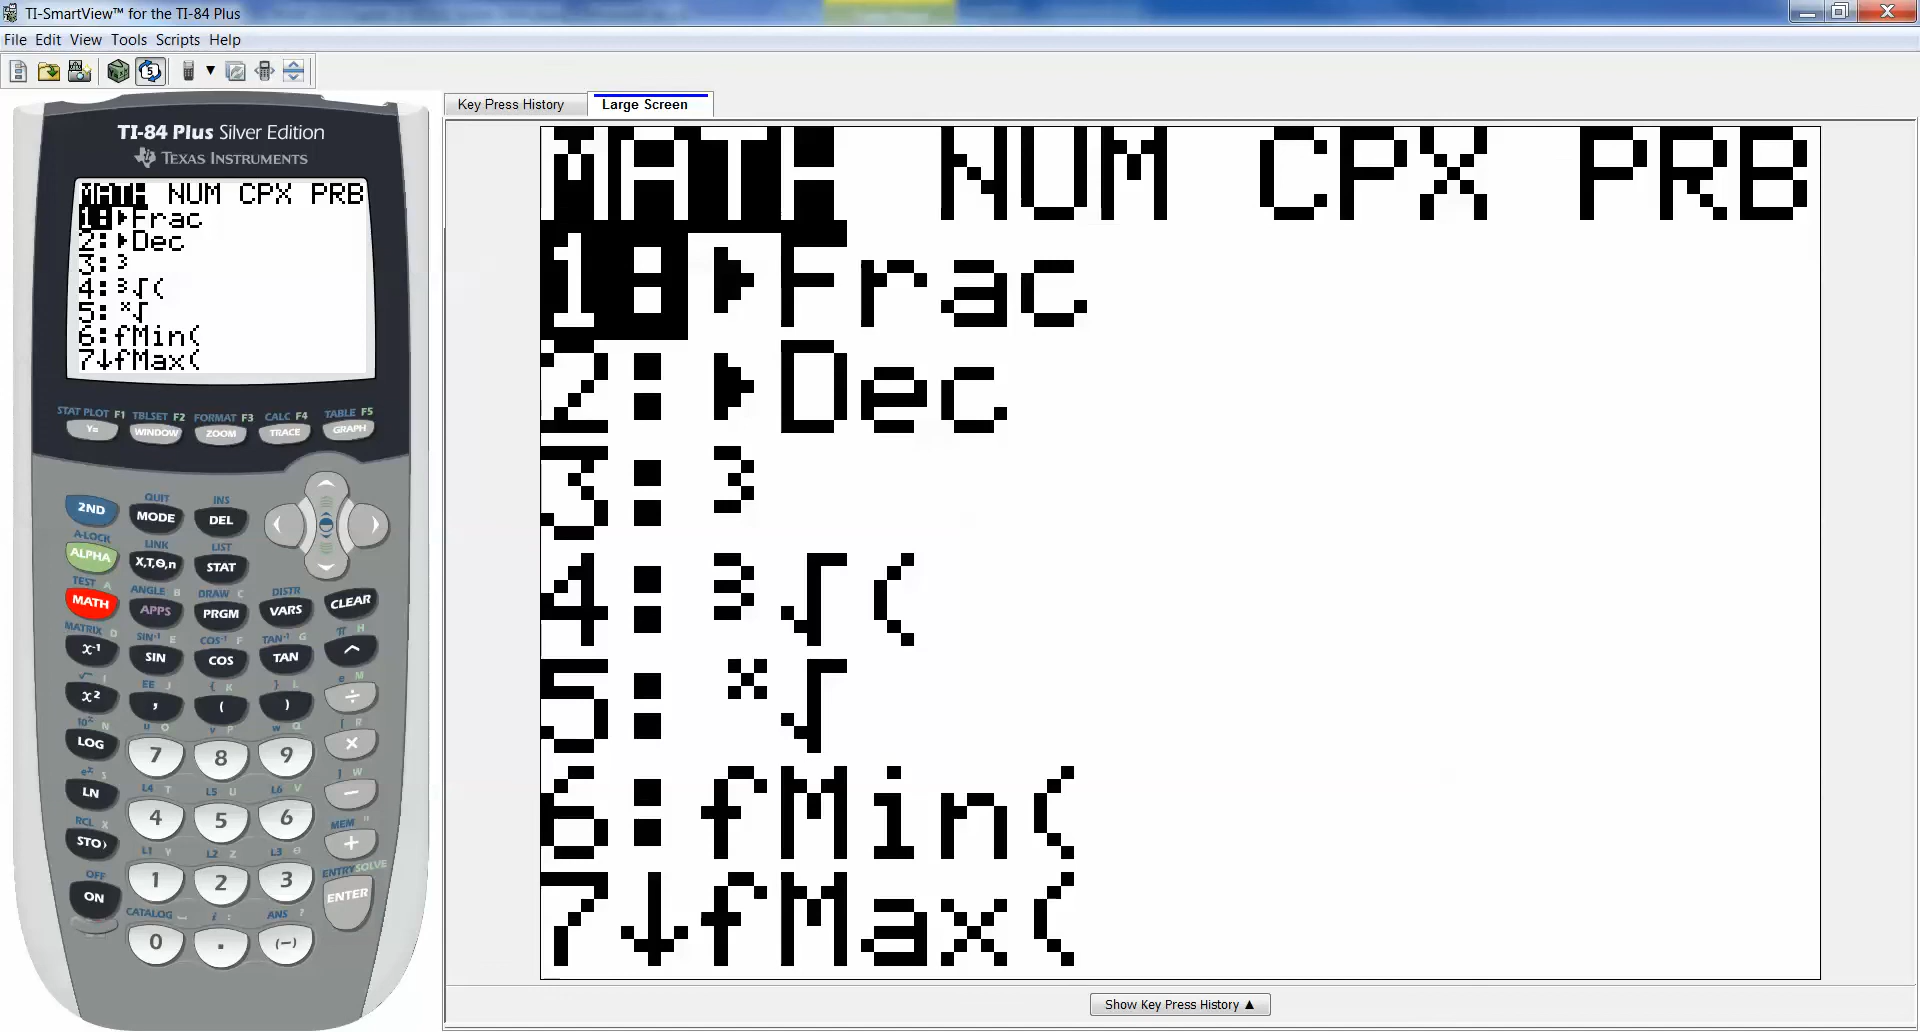 TI-SmartView™ for the TI-84 Plus
File Edit View Tools Scripts Help
Key Press History
Large Screen
TI-84 Plus Silver Edition
TEXAS INSTRUMENTS
MATH NUM CPX PRB
1:►Frac
2:►Dec
3:³
4:³√(
5:ˣ√
6:fMin(
7↓fMax(
STAT PLOT F1 TBLSET F2 FORMAT F3 CALC F4 TABLE F5
Y= WINDOW ZOOM TRACE GRAPH
QUIT INS
2ND MODE DEL
A-LOCK LINK LIST
ALPHA X,T,Θ,n STAT
TEST A ANGLE B DRAW C DISTR
MATH APPS PRGM VARS CLEAR
MATRIX D SIN⁻¹ E COS⁻¹ F TAN⁻¹ G π H
x⁻¹ SIN COS TAN ^
√ I EE J { K } L e M
x² , ( ) ÷
10ˣ N u O v P w Q [ R
LOG 7 8 9 ×
eˣ S L4 T L5 U L6 V ] W
LN 4 5 6 −
RCL X L1 Y L2 Z L3 θ MEM "
STO› 1 2 3 +
OFF CATALOG i : ANS ? ENTRY SOLVE
ON 0 . (−) ENTER
MATH NUM CPX PRB
1:►Frac
2:►Dec
3:³
4:³√(
5:ˣ√
6:fMin(
7↓fMax(
Show Key Press History ▲